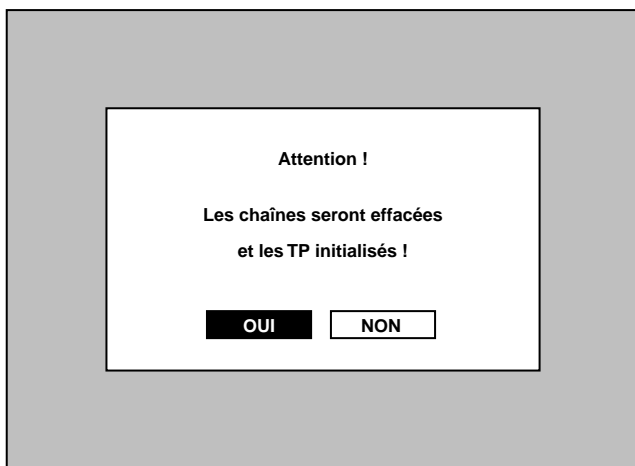 Attention !
Les chaînes seront effacées
et les TP initialisés !
OUI NON